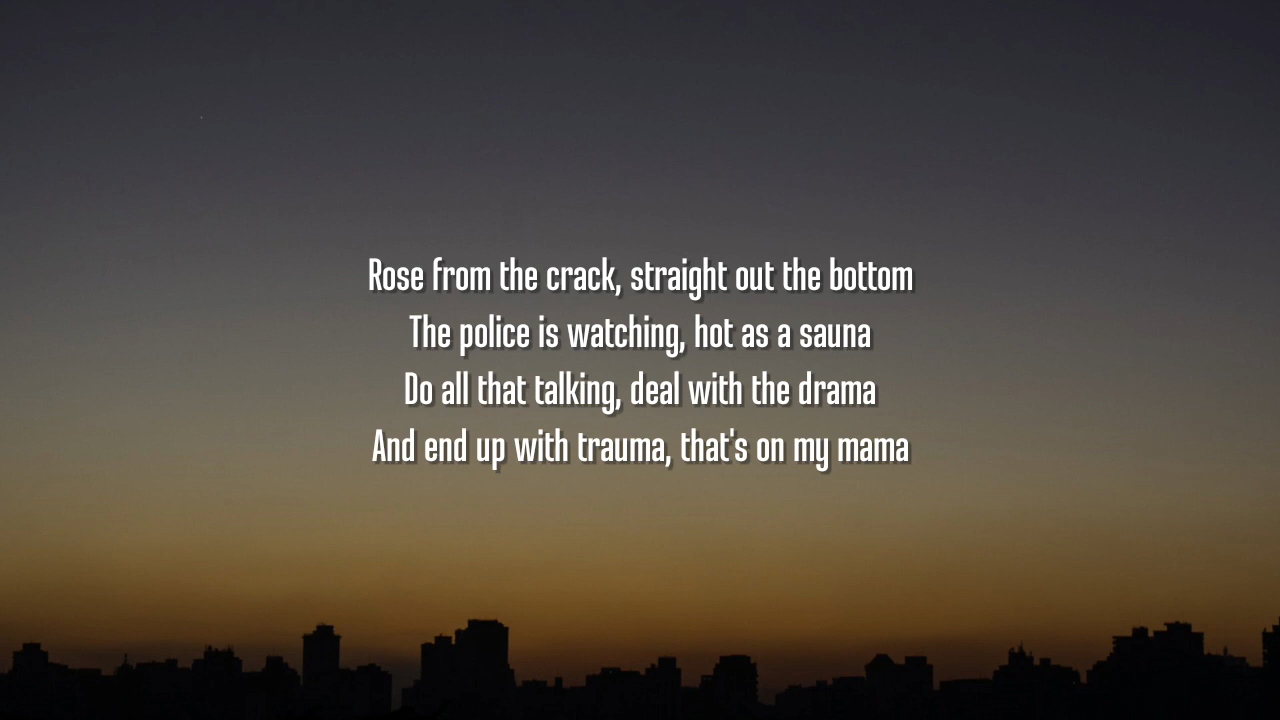 Rose from the crack, straight out the bottom
The police is watching, hot as a sauna
Do all that talking, deal with the drama
And end up with trauma, that's on my mama